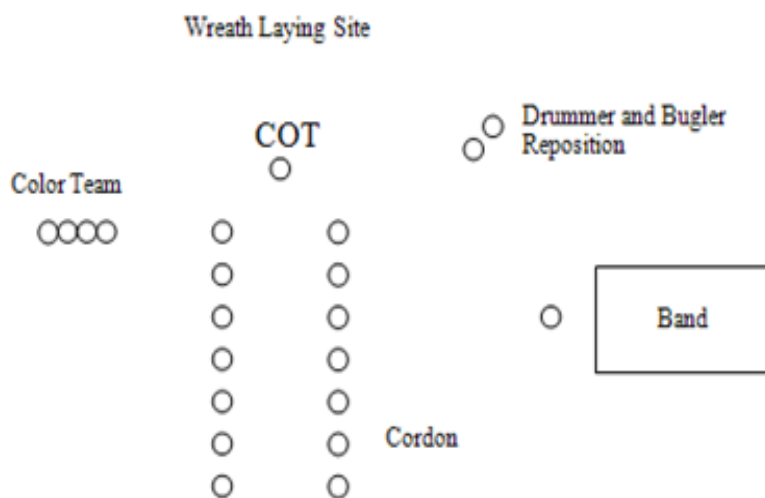 Wreath Laying Site
Drummer and Bugler
Reposition
COT
Color Team
Band
Cordon